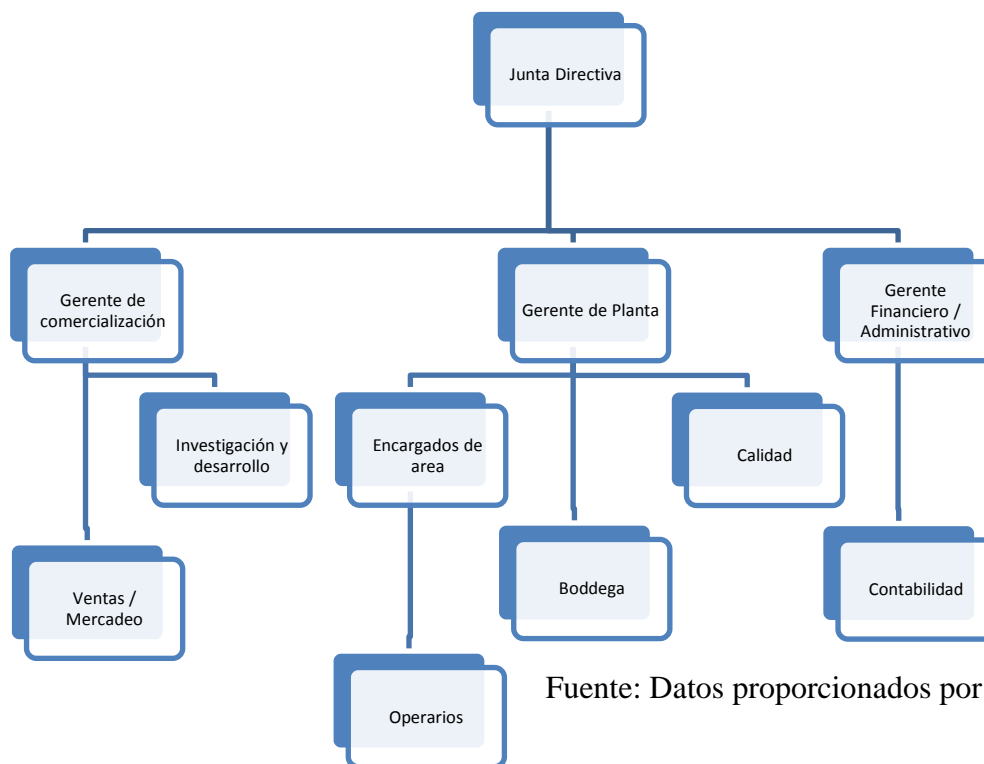 Junta Directiva
Gerente de
comercialización
Gerente de Planta
Gerente
Financiero /
Administrativo
Investigación y
desarrollo
Encargados de
area
Calidad
Ventas /
Mercadeo
Boddega
Contabilidad
Operarios
Fuente: Datos proporcionados por